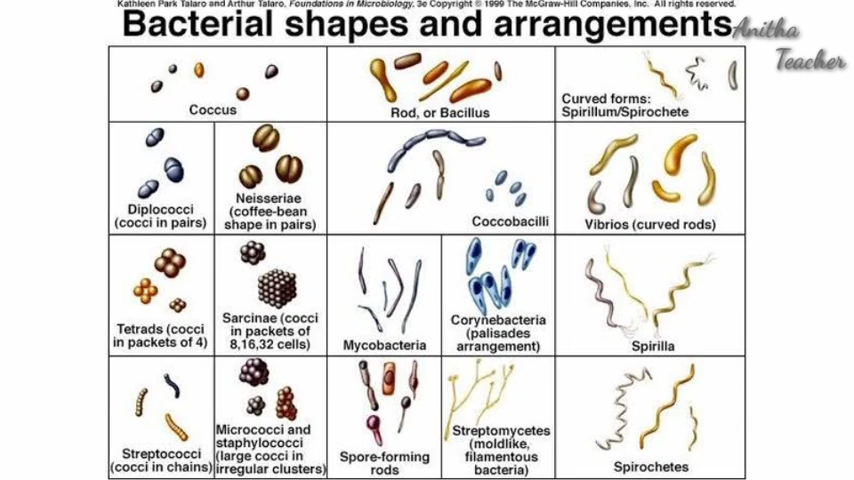 Kathleen Park Talaro and Arthur Talaro, Foundations in Microbiology, 3e Copyright © 1999 The McGraw-Hill Companies, Inc. All rights reserved.
Bacterial shapes and arrangements
Anitha
Teacher
Coccus
Rod, or Bacillus
Curved forms:
Spirillum/Spirochete
Diplococci
(cocci in pairs)
Neisseriae
(coffee-bean
shape in pairs)
Coccobacilli
Vibrios (curved rods)
Tetrads (cocci
in packets of 4)
Sarcinae (cocci
in packets of
8,16,32 cells)
Mycobacteria
Corynebacteria
(palisades
arrangement)
Spirilla
Streptococci
(cocci in chains)
Micrococci and
staphylococci
(large cocci in
irregular clusters)
Spore-forming
rods
Streptomycetes
(moldlike,
filamentous
bacteria)
Spirochetes